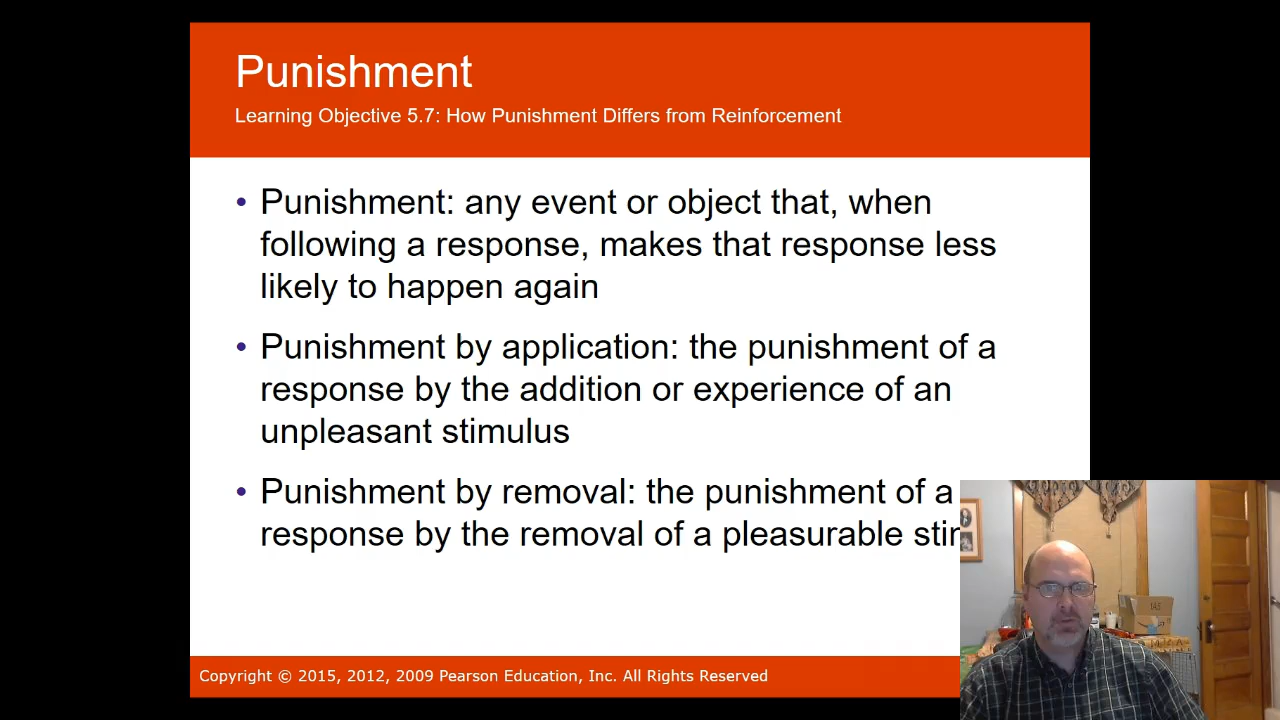 Punishment
Learning Objective 5.7: How Punishment Differs from Reinforcement
• Punishment: any event or object that, when
following a response, makes that response less
likely to happen again
• Punishment by application: the punishment of a
response by the addition or experience of an
unpleasant stimulus
• Punishment by removal: the punishment of a
response by the removal of a pleasurable
Copyright © 2015, 2012, 2009 Pearson Education, Inc. All Rights Reserved